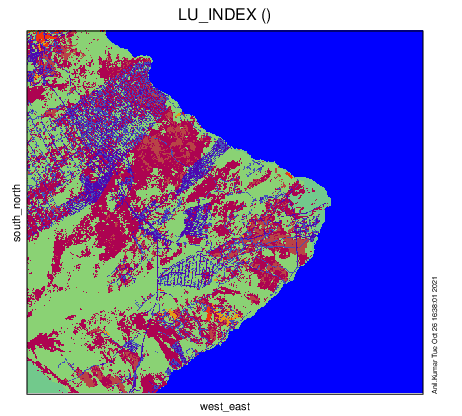 LU_INDEX ()
south_north
west_east
Anil.Kumar Tue Oct 26 16:38:01 2021